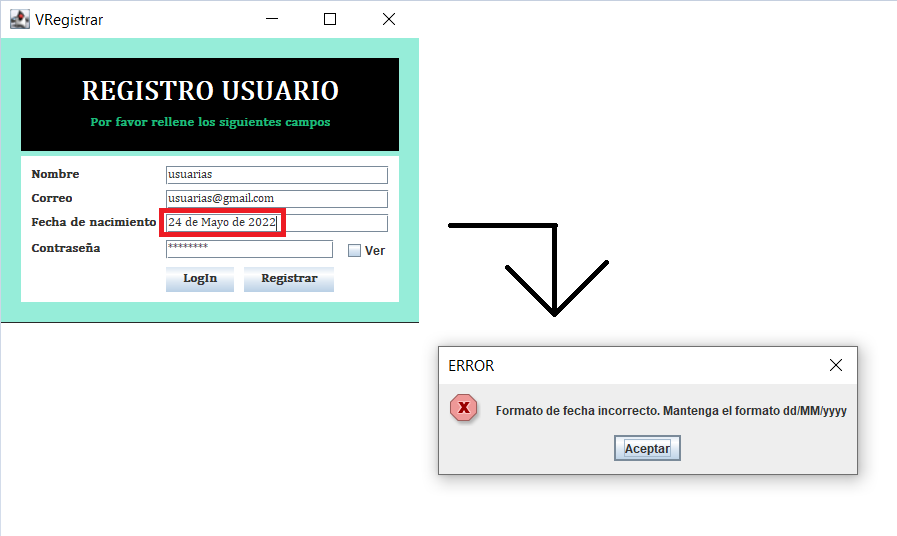 VRegistrar
REGISTRO USUARIO
Por favor rellene los siguientes campos
Nombre usuarias
Correo usuarias@gmail.com
Fecha de nacimiento 24 de Mayo de 2022
Contraseña ******** Ver
LogIn Registrar
ERROR
X
Formato de fecha incorrecto. Mantenga el formato dd/MM/yyyy
Aceptar